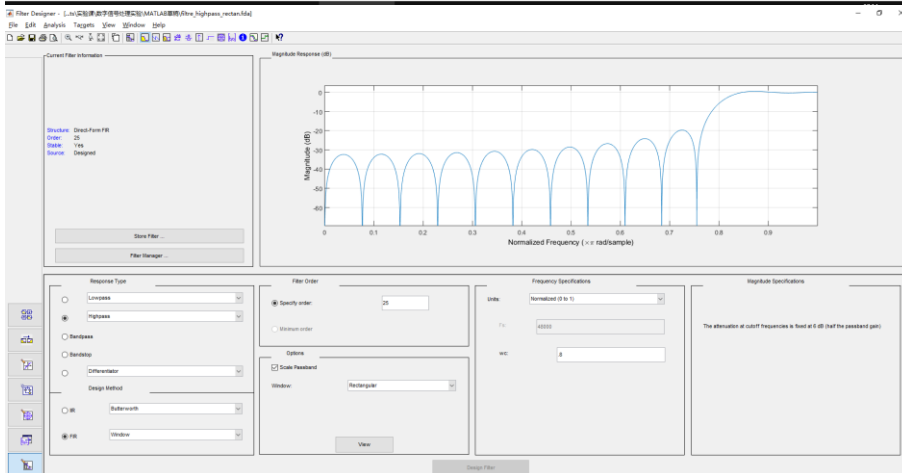 Filter Designer - [...ts\实验课\数字信号处理实验\MATLAB草稿\filtre_highpass_rectan.fda]
File Edit Analysis Targets View Window Help
Current Filter Information
Structure: Direct-Form FIR
Order: 25
Stable: Yes
Source: Designed
Store Filter ...
Filter Manager ...
Magnitude Response (dB)
Magnitude (dB)
0
-10
-20
-30
-40
-50
-60
0 0.1 0.2 0.3 0.4 0.5 0.6 0.7 0.8 0.9
Normalized Frequency (×π rad/sample)
Response Type
Lowpass
Highpass
Bandpass
Bandstop
Differentiator
Design Method
IIR Butterworth
FIR Window
Filter Order
Specify order: 25
Minimum order
Options
Scale Passband
Window: Rectangular
View
Frequency Specifications
Units: Normalized (0 to 1)
Fs: 48000
wc: .8
Magnitude Specifications
The attenuation at cutoff frequencies is fixed at 6 dB (half the passband gain)
Design Filter